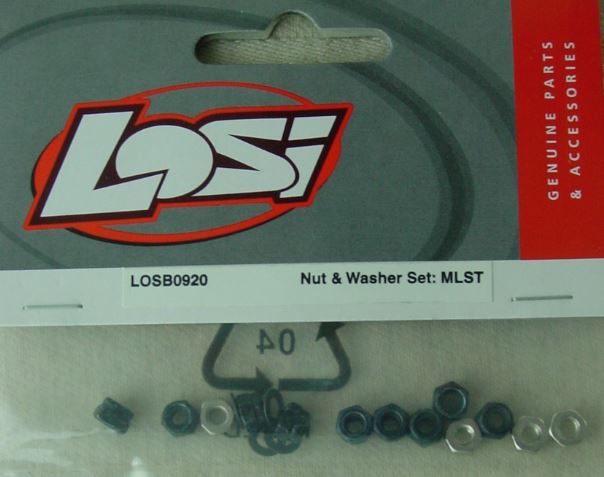 LOSI
GENUINE PARTS
& ACCESSORIES
LOSB0920 Nut & Washer Set: MLST
04